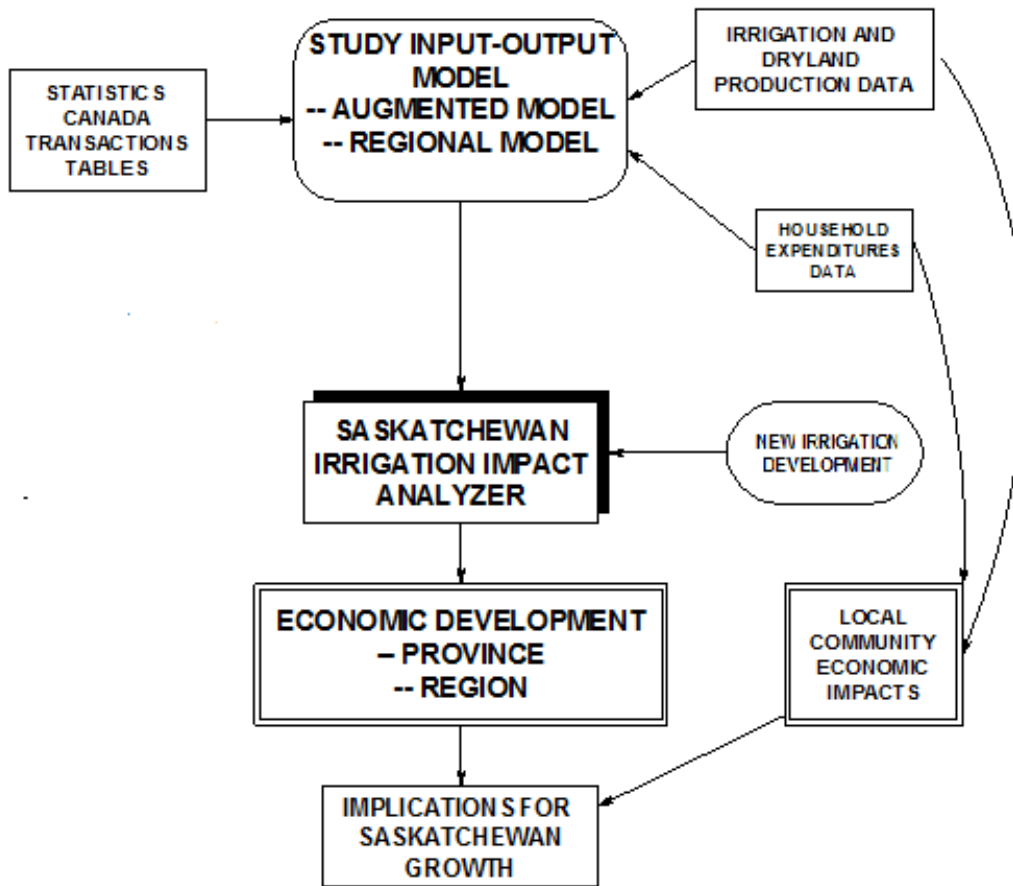 STUDY INPUT-OUTPUT
MODEL
-- AUGMENTED MODEL
-- REGIONAL MODEL
IRRIGATION AND
DRYLAND
PRODUCTION DATA
STATISTICS
CANADA
TRANSACTIONS
TABLES
HOUSEHOLD
EXPENDITURES
DATA
SASKATCHEWAN
IRRIGATION IMPACT
ANALYZER
NEW IRRIGATION
DEVELOPMENT
ECONOMIC DEVELOPMENT
– PROVINCE
-- REGION
LOCAL
COMMUNITY
ECONOMIC
IMPACTS
IMPLICATIONS FOR
SASKATCHEWAN
GROWTH